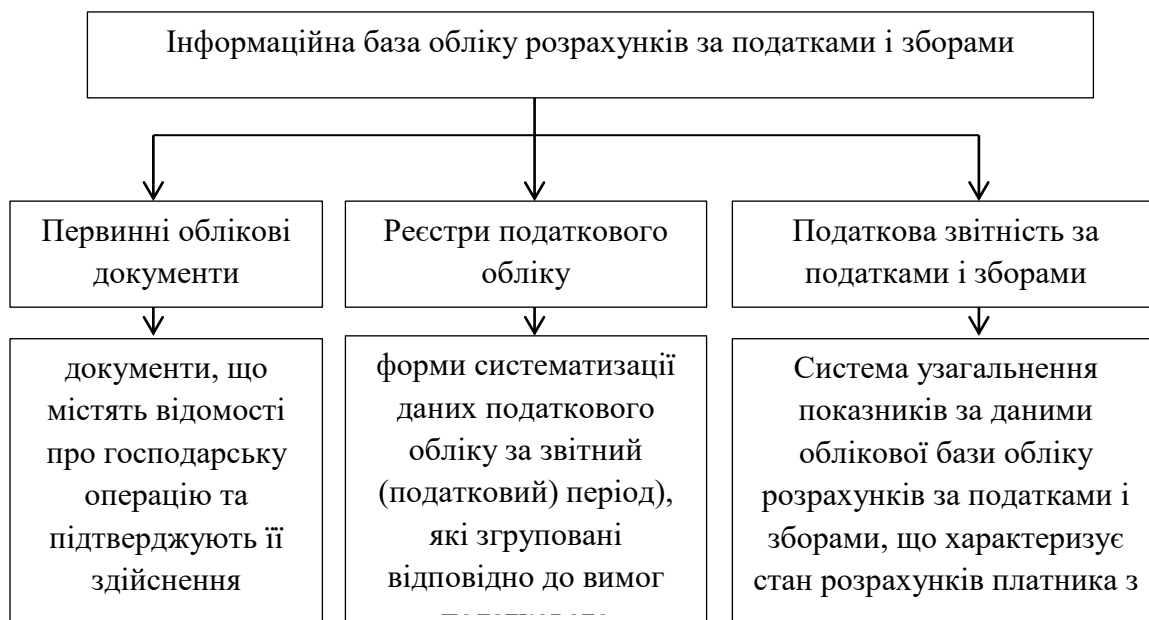 Інформаційна база обліку розрахунків за податками і зборами
Первинні облікові
документи
Реєстри податкового
обліку
Податкова звітність за
податками і зборами
документи, що
містять відомості
про господарську
операцію та
підтверджують її
здійснення
форми систематизації
даних податкового
обліку за звітний
(податковий) період),
які згруповані
відповідно до вимог
Система узагальнення
показників за даними
облікової бази обліку
розрахунків за податками і
зборами, що характеризує
стан розрахунків платника з